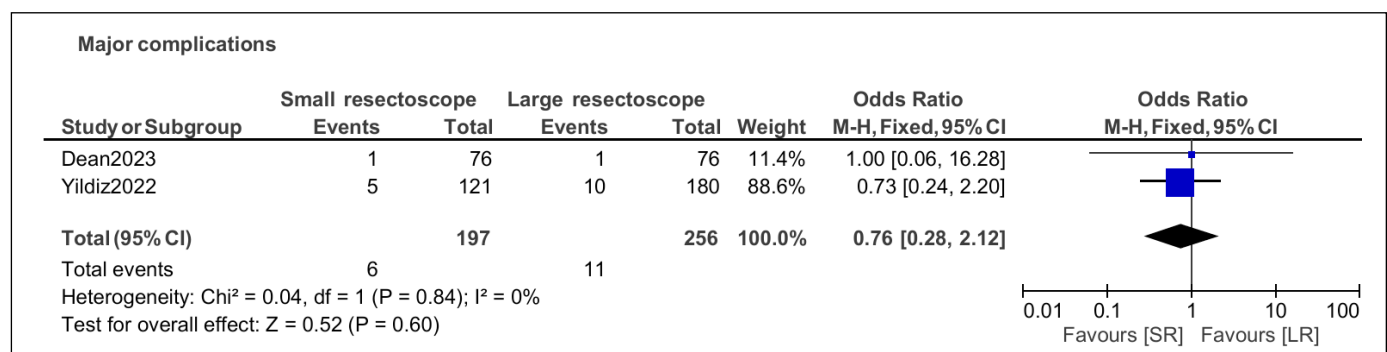 Major complications
Small resectoscope Large resectoscope Odds Ratio Odds Ratio
Study or Subgroup Events Total Events Total Weight M-H, Fixed, 95% CI M-H, Fixed, 95% CI
Dean2023 1 76 1 76 11.4% 1.00 [0.06, 16.28]
Yildiz2022 5 121 10 180 88.6% 0.73 [0.24, 2.20]
Total (95% CI) 197 256 100.0% 0.76 [0.28, 2.12]
Total events 6 11
Heterogeneity: Chi² = 0.04, df = 1 (P = 0.84); I² = 0%
Test for overall effect: Z = 0.52 (P = 0.60)
0.01 0.1 1 10 100
Favours [SR] Favours [LR]